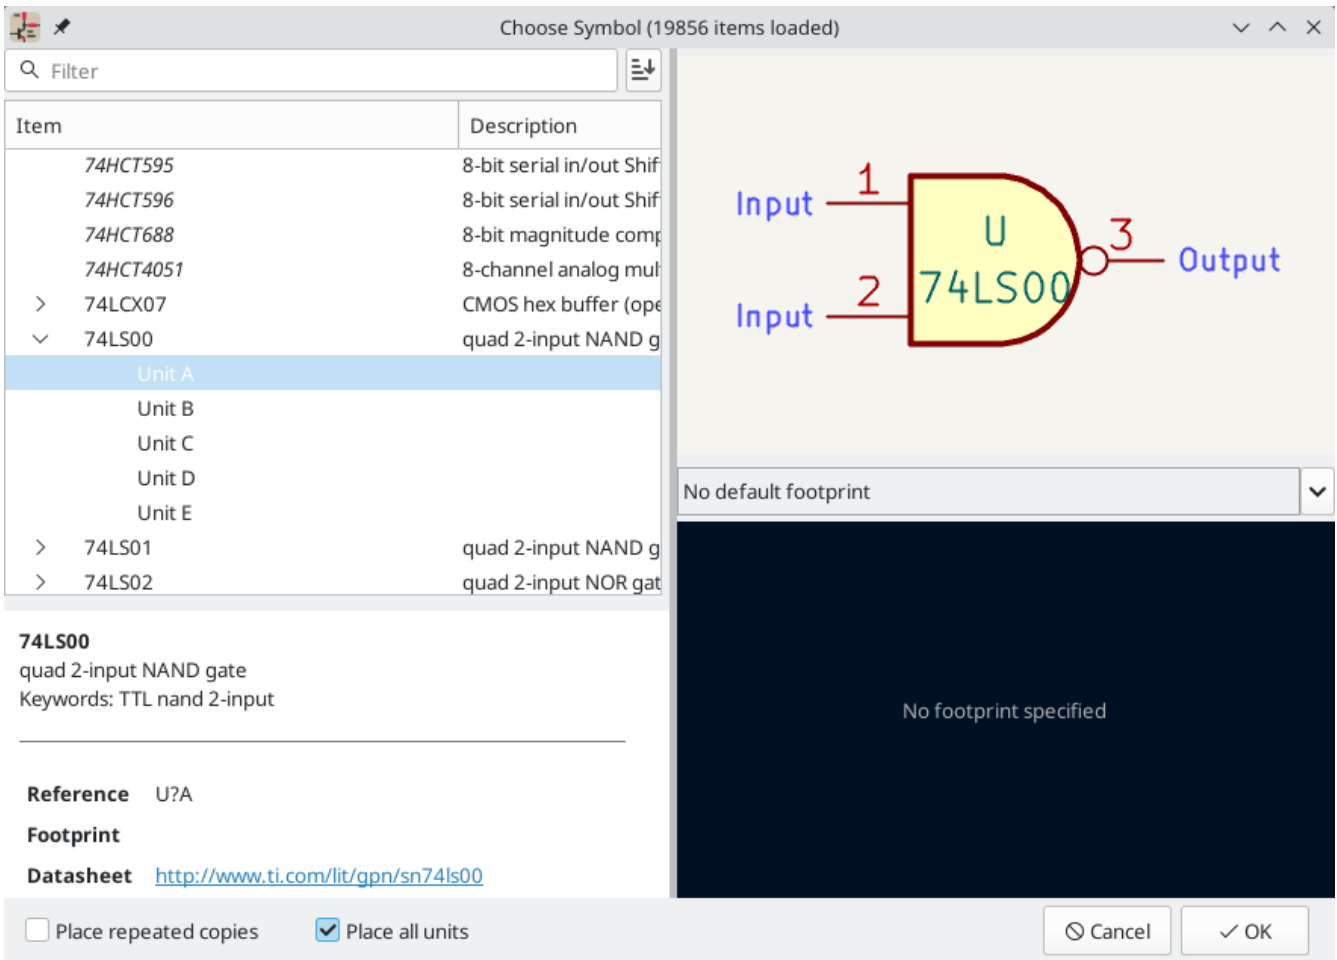 Choose Symbol (19856 items loaded)
Filter
Item Description
74HCT595 8-bit serial in/out Shif
74HCT596 8-bit serial in/out Shif
74HCT688 8-bit magnitude comp
74HCT4051 8-channel analog mul
74LCX07 CMOS hex buffer (ope
74LS00 quad 2-input NAND g
Unit A
Unit B
Unit C
Unit D
Unit E
74LS01 quad 2-input NAND g
74LS02 quad 2-input NOR gat
74LS00
quad 2-input NAND gate
Keywords: TTL nand 2-input
Reference U?A
Footprint
Datasheet http://www.ti.com/lit/gpn/sn74ls00
Input 1
U
3 Output
74LS00
Input 2
No default footprint
No footprint specified
Place repeated copies Place all units Cancel OK